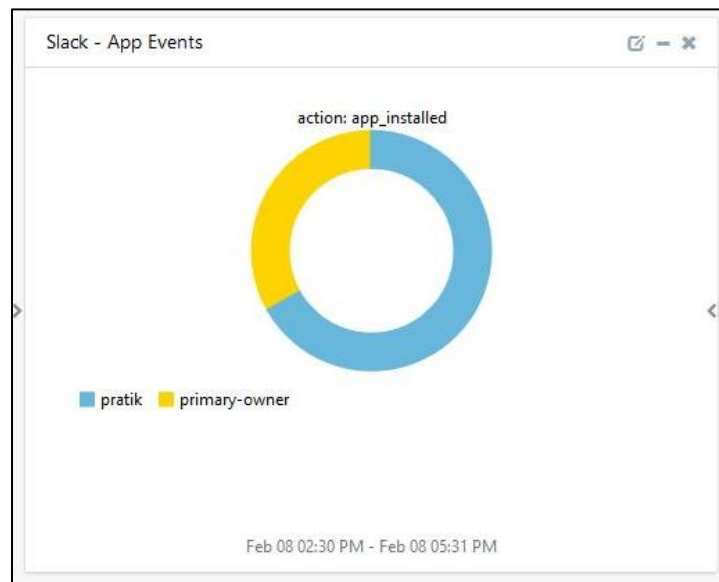 Slack - App Events
action: app_installed
pratik primary-owner
Feb 08 02:30 PM - Feb 08 05:31 PM